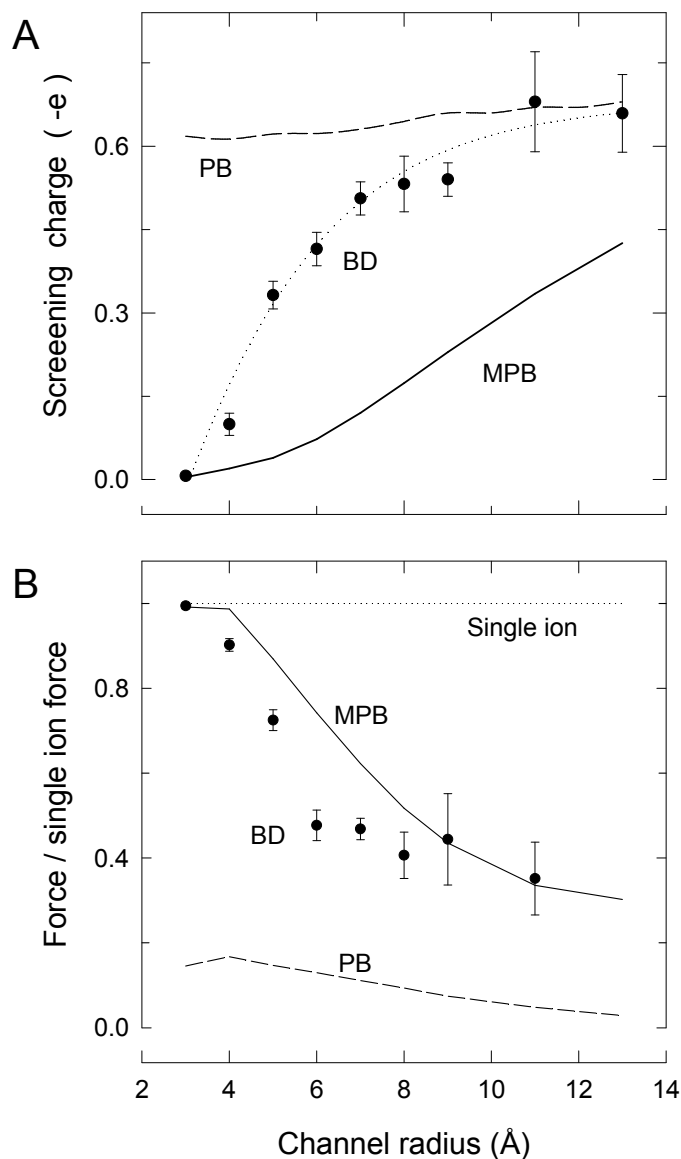 A
Screeening charge ( -e )
0.6
0.3
0.0
PB
BD
MPB
B
Force / single ion force
0.8
0.4
0.0
Single ion
MPB
BD
PB
2 4 6 8 10 12 14
Channel radius (Å)